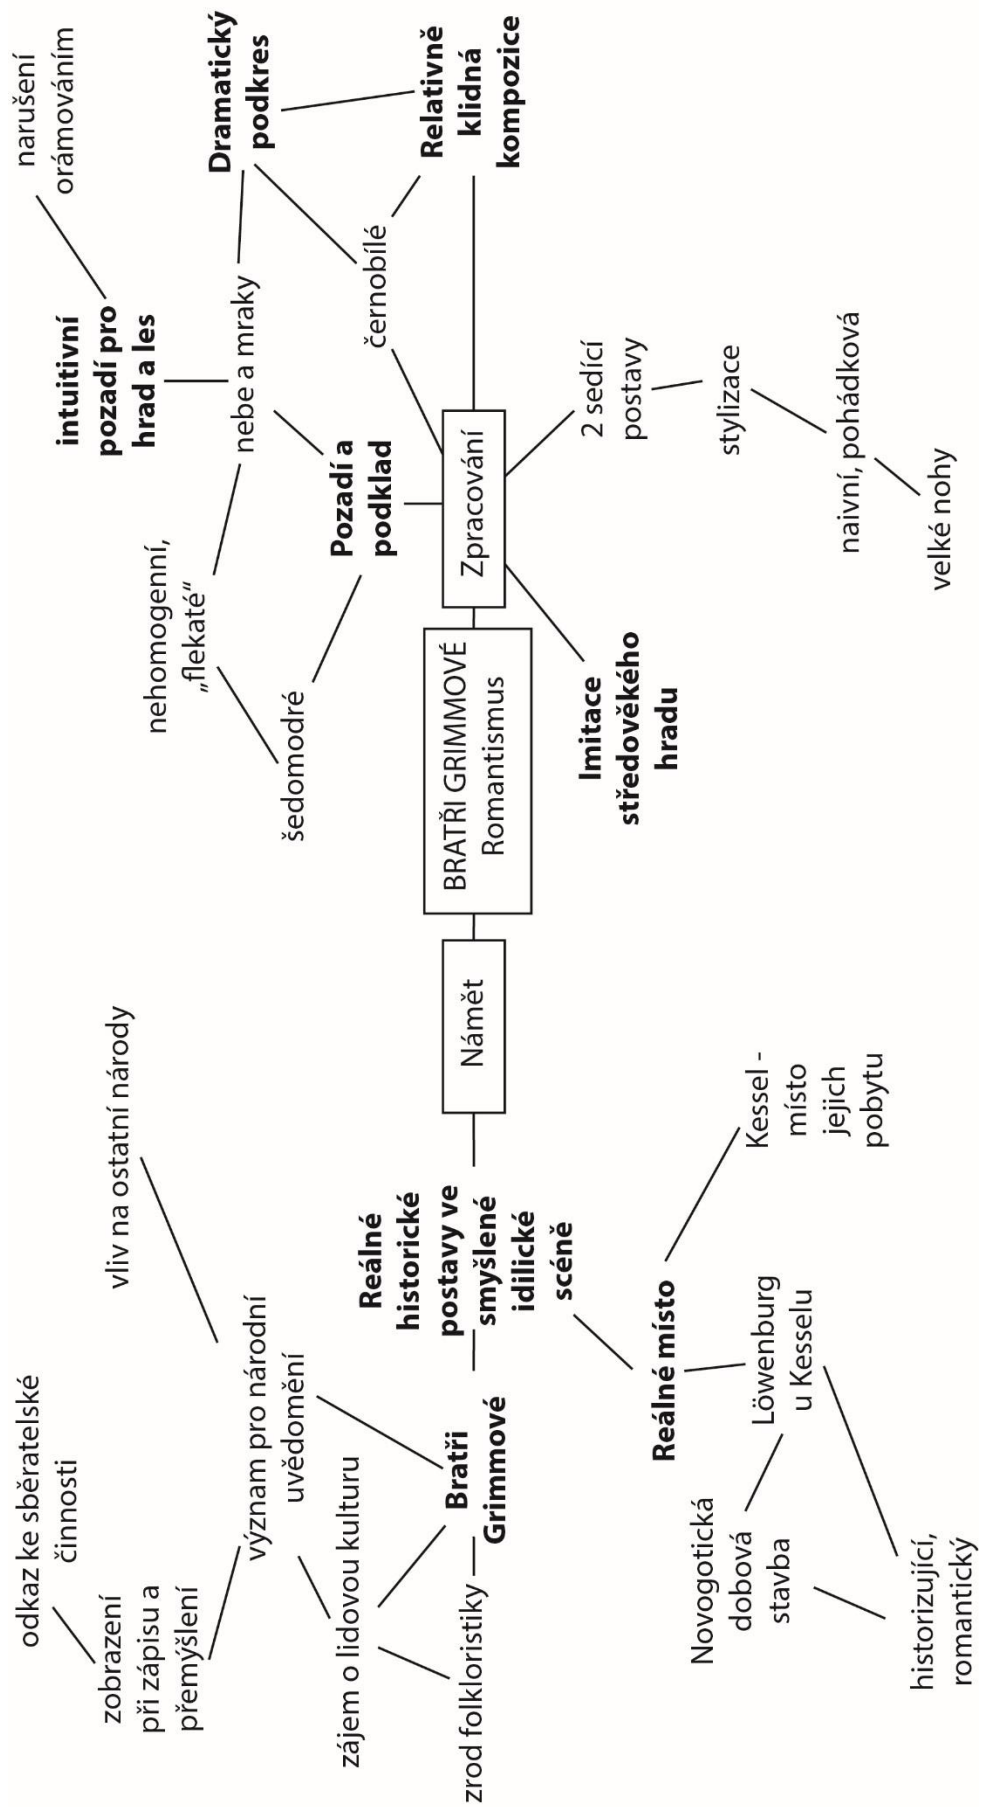 odkaz ke sběratelské
činnosti
zobrazení
při zápisu a
přemýšlení
vliv na ostatní národy
význam pro národní
uvědomění
zájem o lidovou kulturu
zrod folkloristiky
Bratři
Grimmové
Reálné
historické
postavy ve
smyšlené
idilické
scéně
Reálné místo
Kessel -
místo
jejich
pobytu
Löwenburg
u Kesselu
Novogotická
dobová
stavba
historizující,
romantický
Námět
BRATŘI GRIMMOVÉ
Romantismus
Zpracování
nehomogenní,
„flekaté“
šedomodré
Pozadí a
podklad
nebe a mraky
intuitivní
pozadí pro
hrad a les
narušení
orámováním
Dramatický
podkres
černobílé
Relativně
klidná
kompozice
Imitace
středověkého
hradu
2 sedící
postavy
stylizace
naivní, pohádková
velké nohy